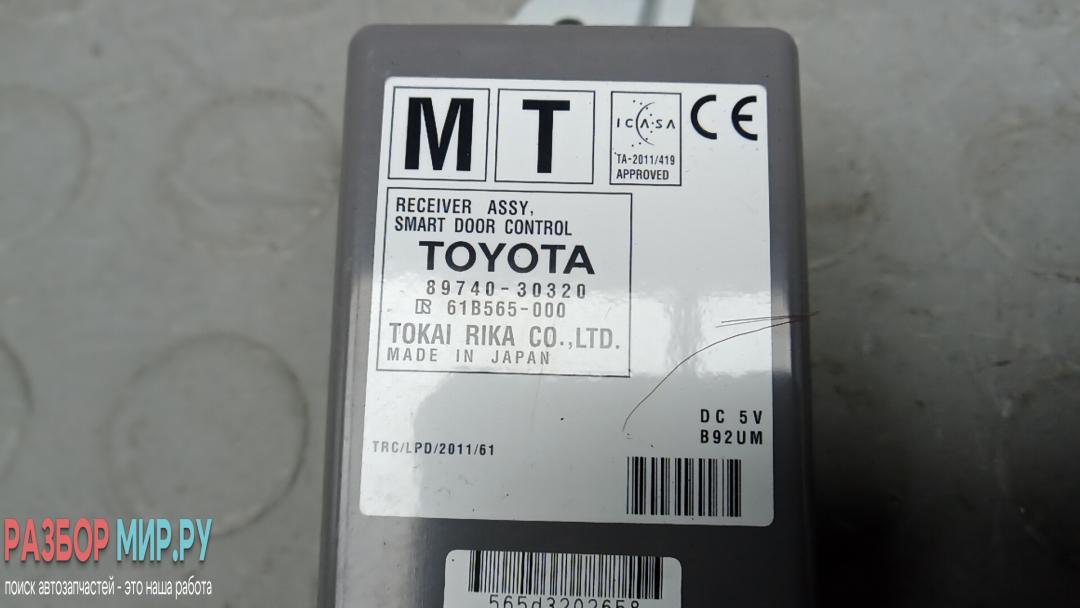 M T
ICASA
TA-2011/419
APPROVED
CE
RECEIVER ASSY,
SMART DOOR CONTROL
TOYOTA
89740-30320
R 61B565-000
TOKAI RIKA CO.,LTD.
MADE IN JAPAN
DC 5V
B92UM
TRC/LPD/2011/61
565d3202658
РАЗБОР МИР.РУ
поиск автозапчастей - это наша работа